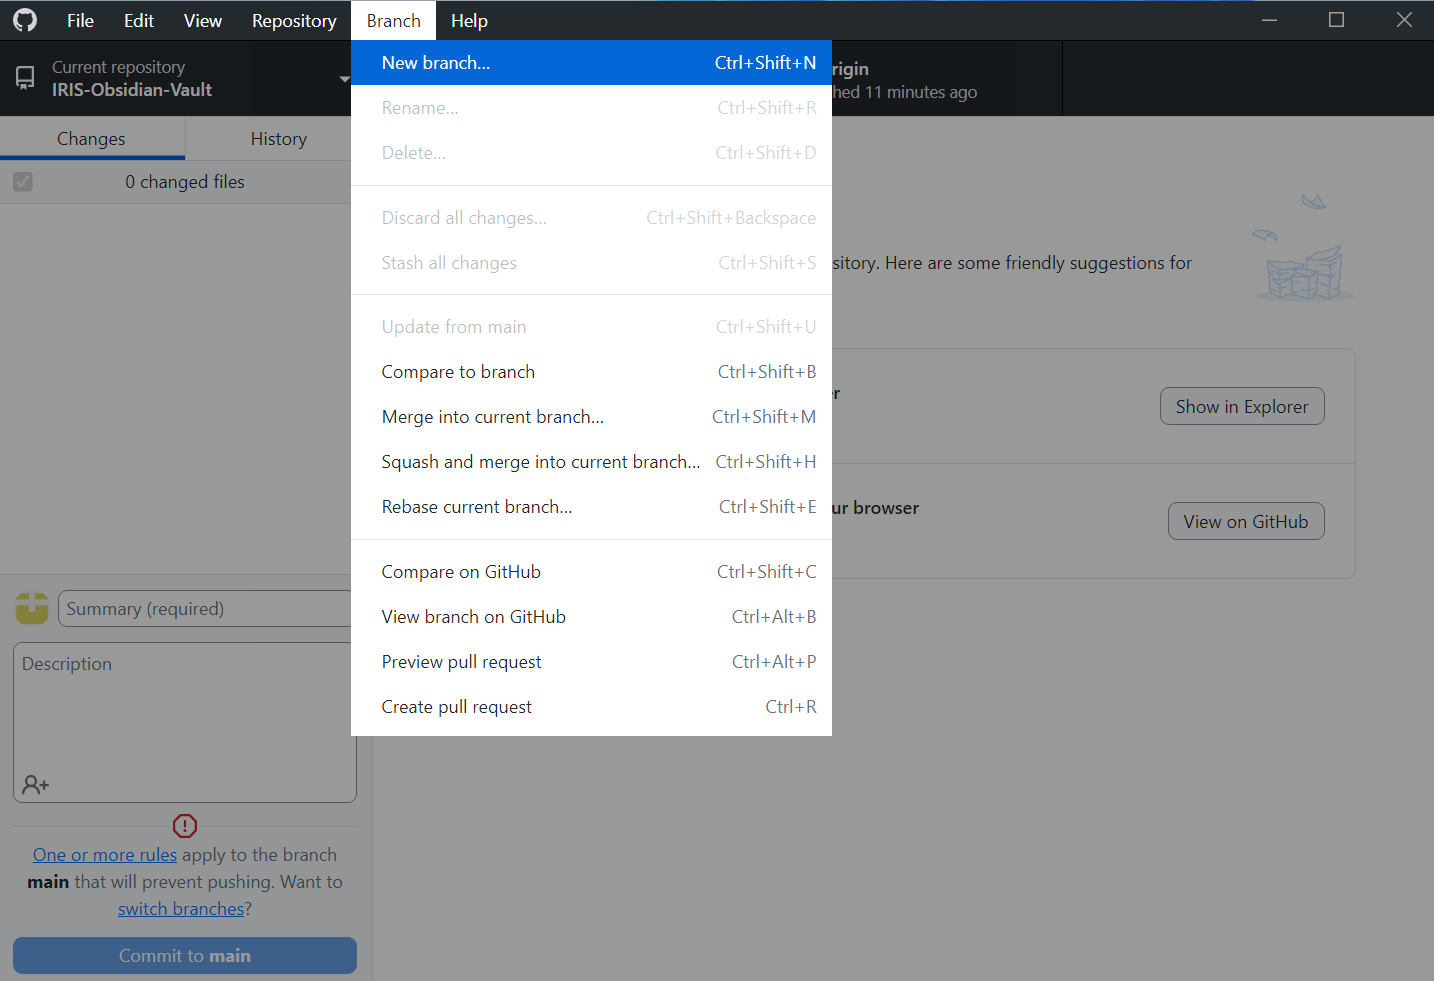 File Edit View Repository Branch Help
Current repository
IRIS-Obsidian-Vault
Changes History
0 changed files
New branch... Ctrl+Shift+N
Rename... Ctrl+Shift+R
Delete... Ctrl+Shift+D
Discard all changes... Ctrl+Shift+Backspace
Stash all changes Ctrl+Shift+S
Update from main Ctrl+Shift+U
Compare to branch Ctrl+Shift+B
Merge into current branch... Ctrl+Shift+M
Squash and merge into current branch... Ctrl+Shift+H
Rebase current branch... Ctrl+Shift+E
Compare on GitHub Ctrl+Shift+C
View branch on GitHub Ctrl+Alt+B
Preview pull request Ctrl+Alt+P
Create pull request Ctrl+R
rigin
hed 11 minutes ago
sitory. Here are some friendly suggestions for
r
Show in Explorer
ur browser
View on GitHub
Summary (required)
Description
One or more rules apply to the branch
main that will prevent pushing. Want to
switch branches?
Commit to main